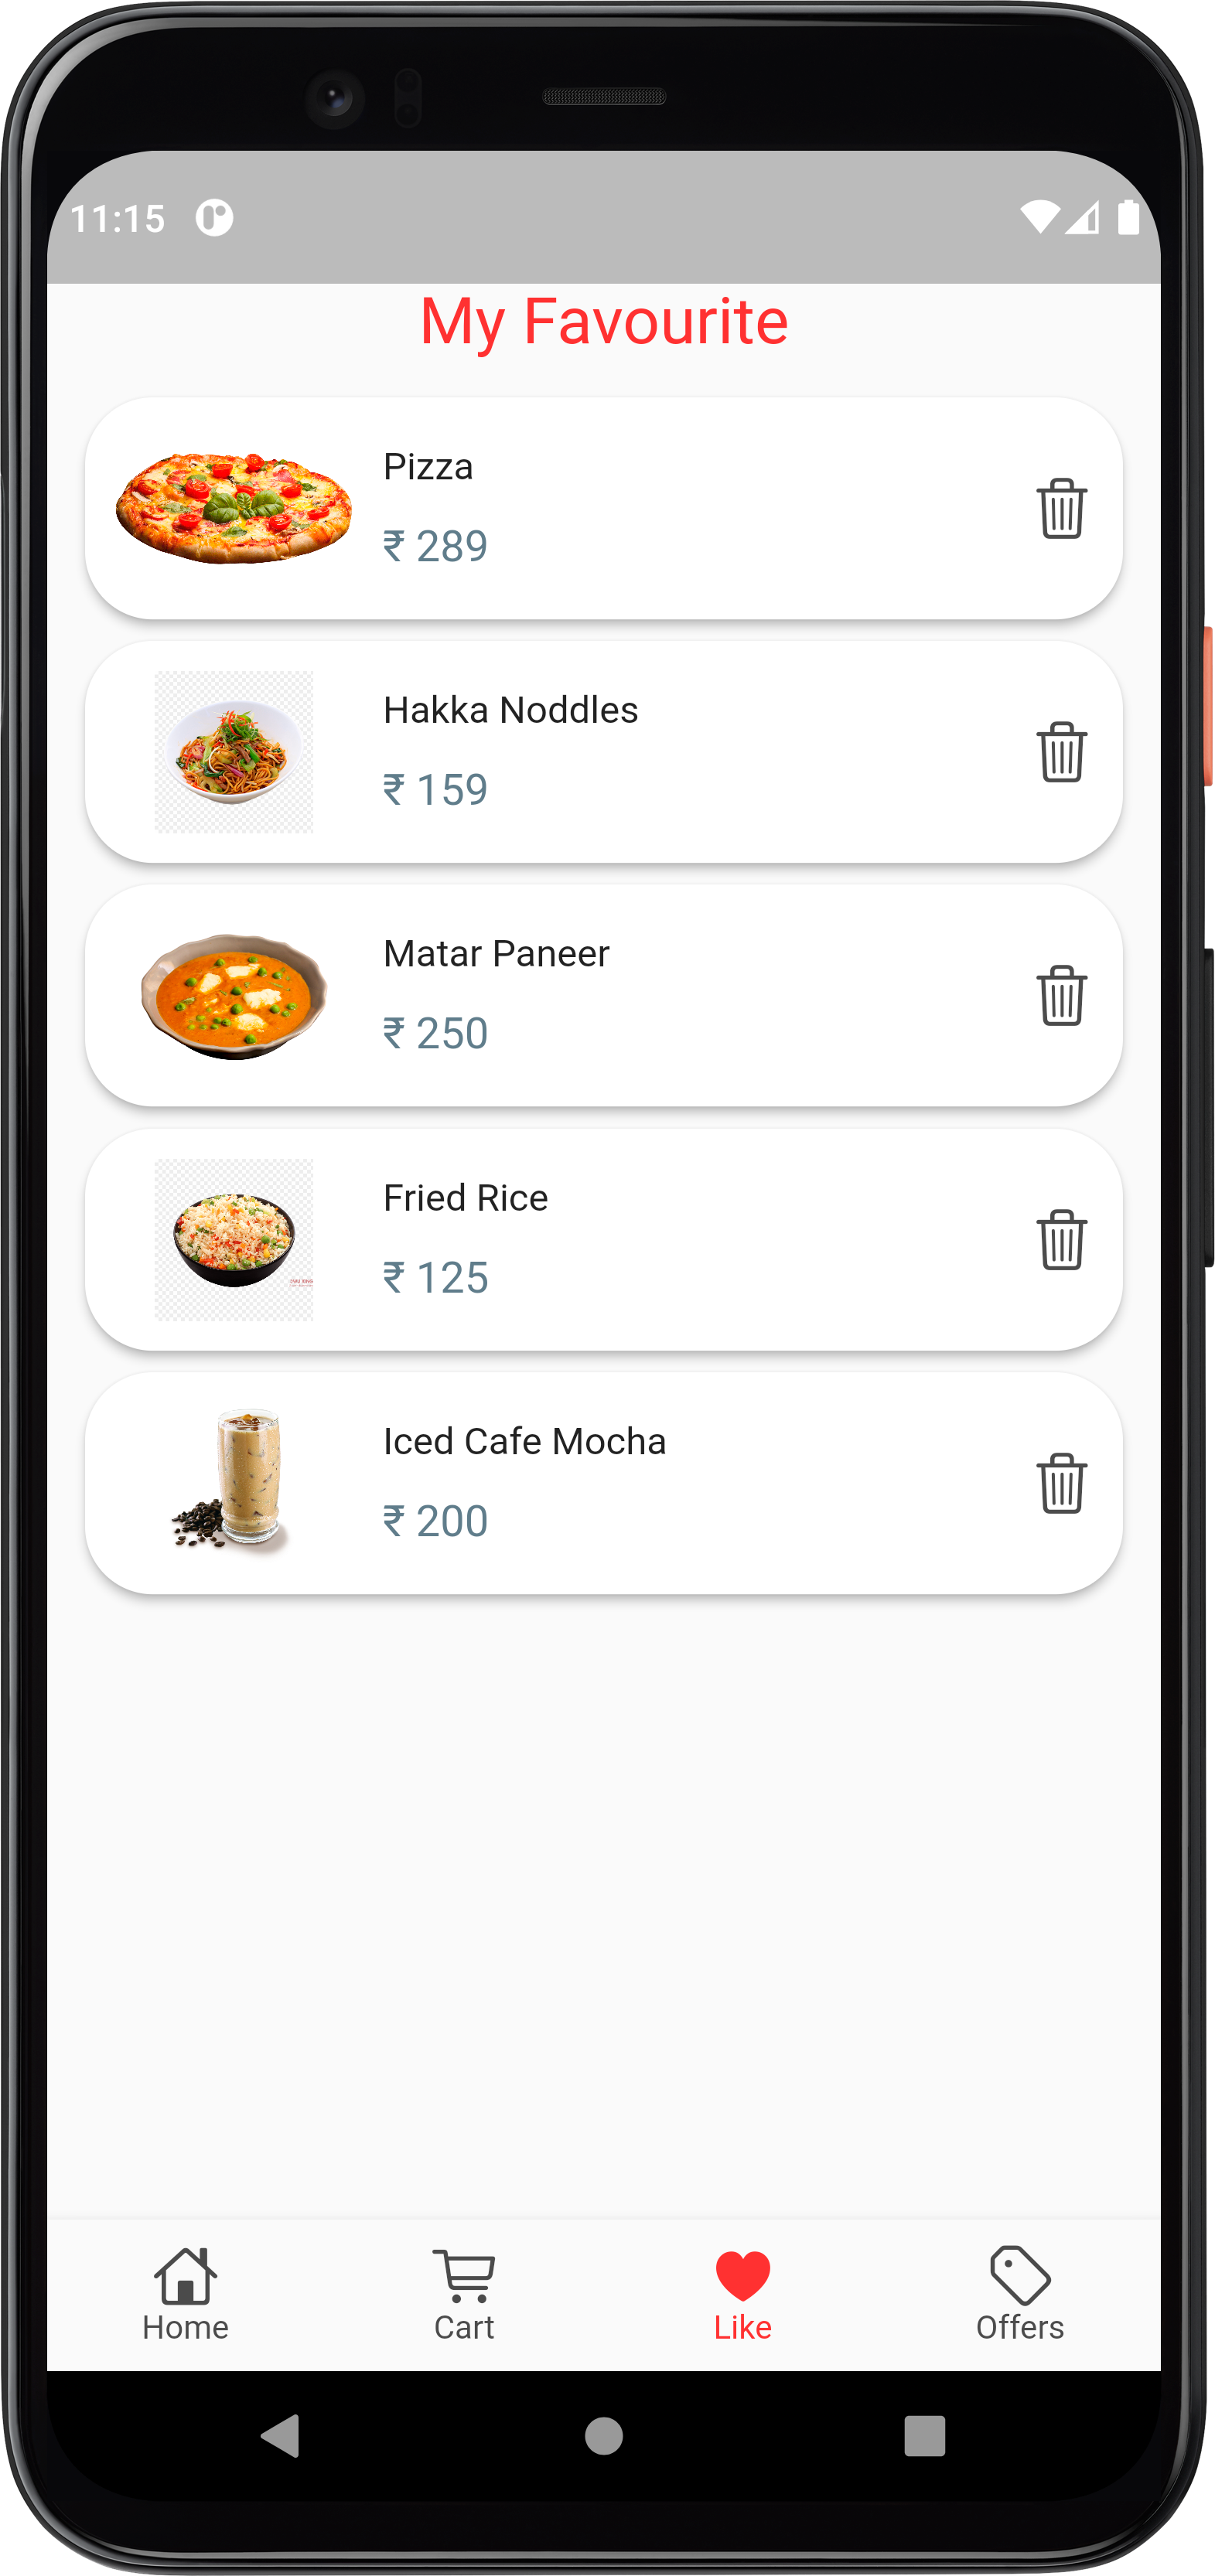 11:15
My Favourite
Pizza
₹ 289
Hakka Noddles
₹ 159
Matar Paneer
₹ 250
Fried Rice
₹ 125
Iced Cafe Mocha
₹ 200
Home
Cart
Like
Offers